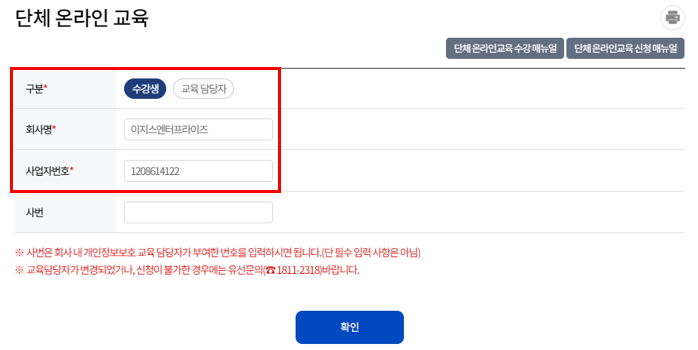 단체 온라인 교육
단체 온라인교육 수강 매뉴얼 단체 온라인교육 신청 매뉴얼
구분* 수강생 교육 담당자
회사명* 이지스엔터프라이즈
사업자번호* 1208614122
사번
※ 사번은 회사 내 개인정보보호 교육 담당자가 부여한 번호를 입력하시면 됩니다.(단 필수 입력 사항은 아님)
※ 교육담당자가 변경되었거나, 신청이 불가한 경우에는 유선문의(☎ 1811-2318)바랍니다.
확인